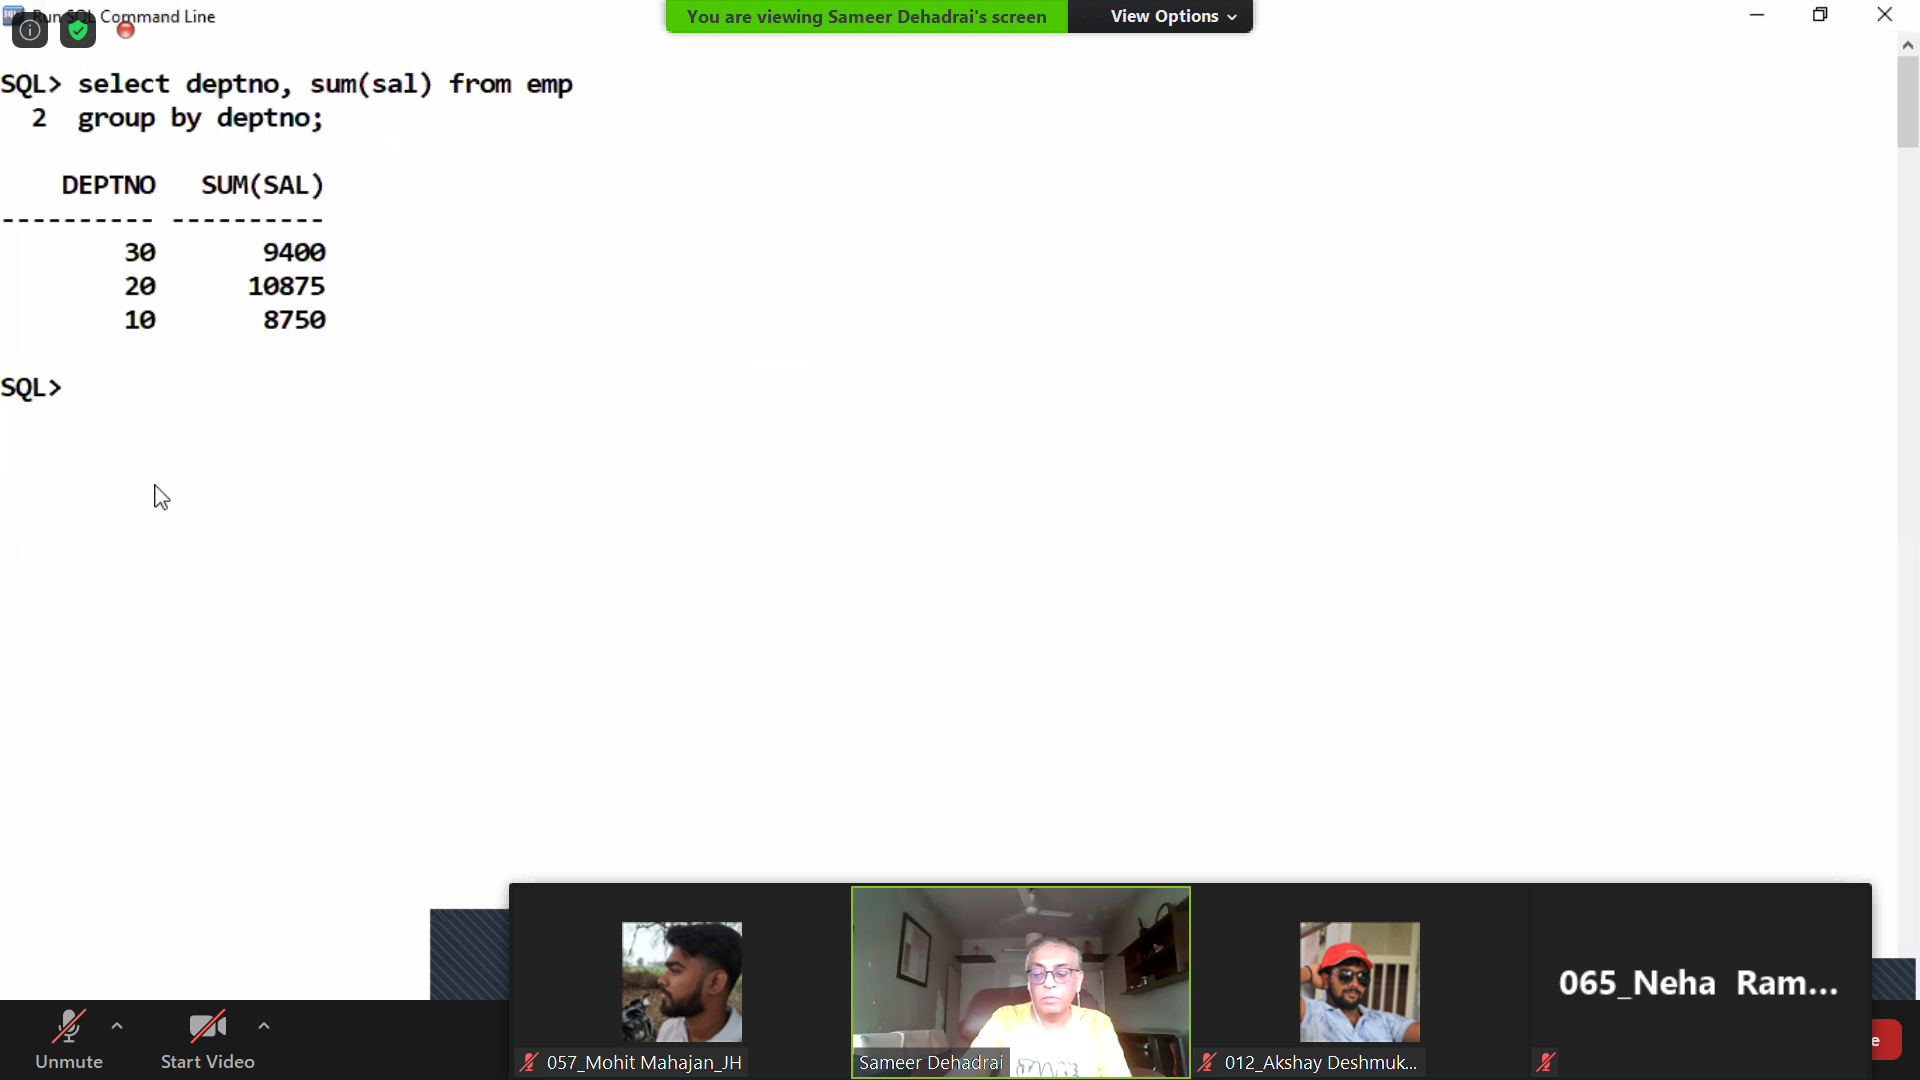 Run SQL Command Line
You are viewing Sameer Dehadrai's screen
View Options
SQL> select deptno, sum(sal) from emp
2 group by deptno;
DEPTNO SUM(SAL)
---------- ----------
30 9400
20 10875
10 8750
SQL>
065_Neha Ram...
Unmute
Start Video
057_Mohit Mahajan_JH
Sameer Dehadrai
012_Akshay Deshmuk...